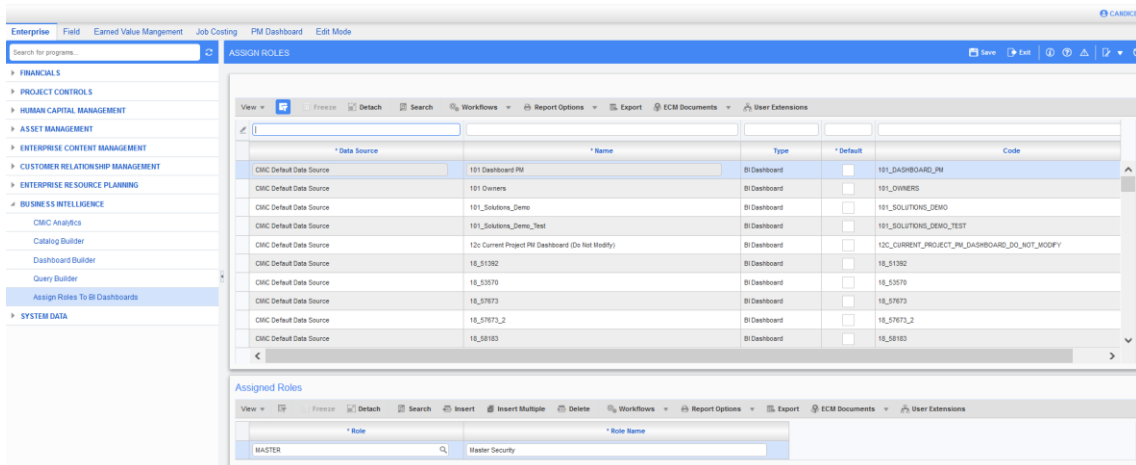 CANDICE
Enterprise Field Earned Value Mangement Job Costing PM Dashboard Edit Mode
Search for programs... ASSIGN ROLES Save Exit
FINANCIALS
PROJECT CONTROLS
HUMAN CAPITAL MANAGEMENT
ASSET MANAGEMENT
ENTERPRISE CONTENT MANAGEMENT
CUSTOMER RELATIONSHIP MANAGEMENT
ENTERPRISE RESOURCE PLANNING
BUSINESS INTELLIGENCE
CMiC Analytics
Catalog Builder
Dashboard Builder
Query Builder
Assign Roles To BI Dashboards
SYSTEM DATA
View Freeze Detach Search Workflows Report Options Export ECM Documents User Extensions
* Data Source * Name Type * Default Code
CMiC Default Data Source 101 Dashboard PM BI Dashboard 101_DASHBOARD_PM
CMiC Default Data Source 101 Owners BI Dashboard 101_OWNERS
CMiC Default Data Source 101_Solutions_Demo BI Dashboard 101_SOLUTIONS_DEMO
CMiC Default Data Source 101_Solutions_Demo_Test BI Dashboard 101_SOLUTIONS_DEMO_TEST
CMiC Default Data Source 12c Current Project PM Dashboard (Do Not Modify) BI Dashboard 12C_CURRENT_PROJECT_PM_DASHBOARD_DO_NOT_MODIFY
CMiC Default Data Source 18_51392 BI Dashboard 18_51392
CMiC Default Data Source 18_53570 BI Dashboard 18_53570
CMiC Default Data Source 18_57673 BI Dashboard 18_57673
CMiC Default Data Source 18_57673_2 BI Dashboard 18_57673_2
CMiC Default Data Source 18_58183 BI Dashboard 18_58183
Assigned Roles
View Freeze Detach Search Insert Insert Multiple Delete Workflows Report Options Export ECM Documents User Extensions
* Role * Role Name
MASTER Master Security